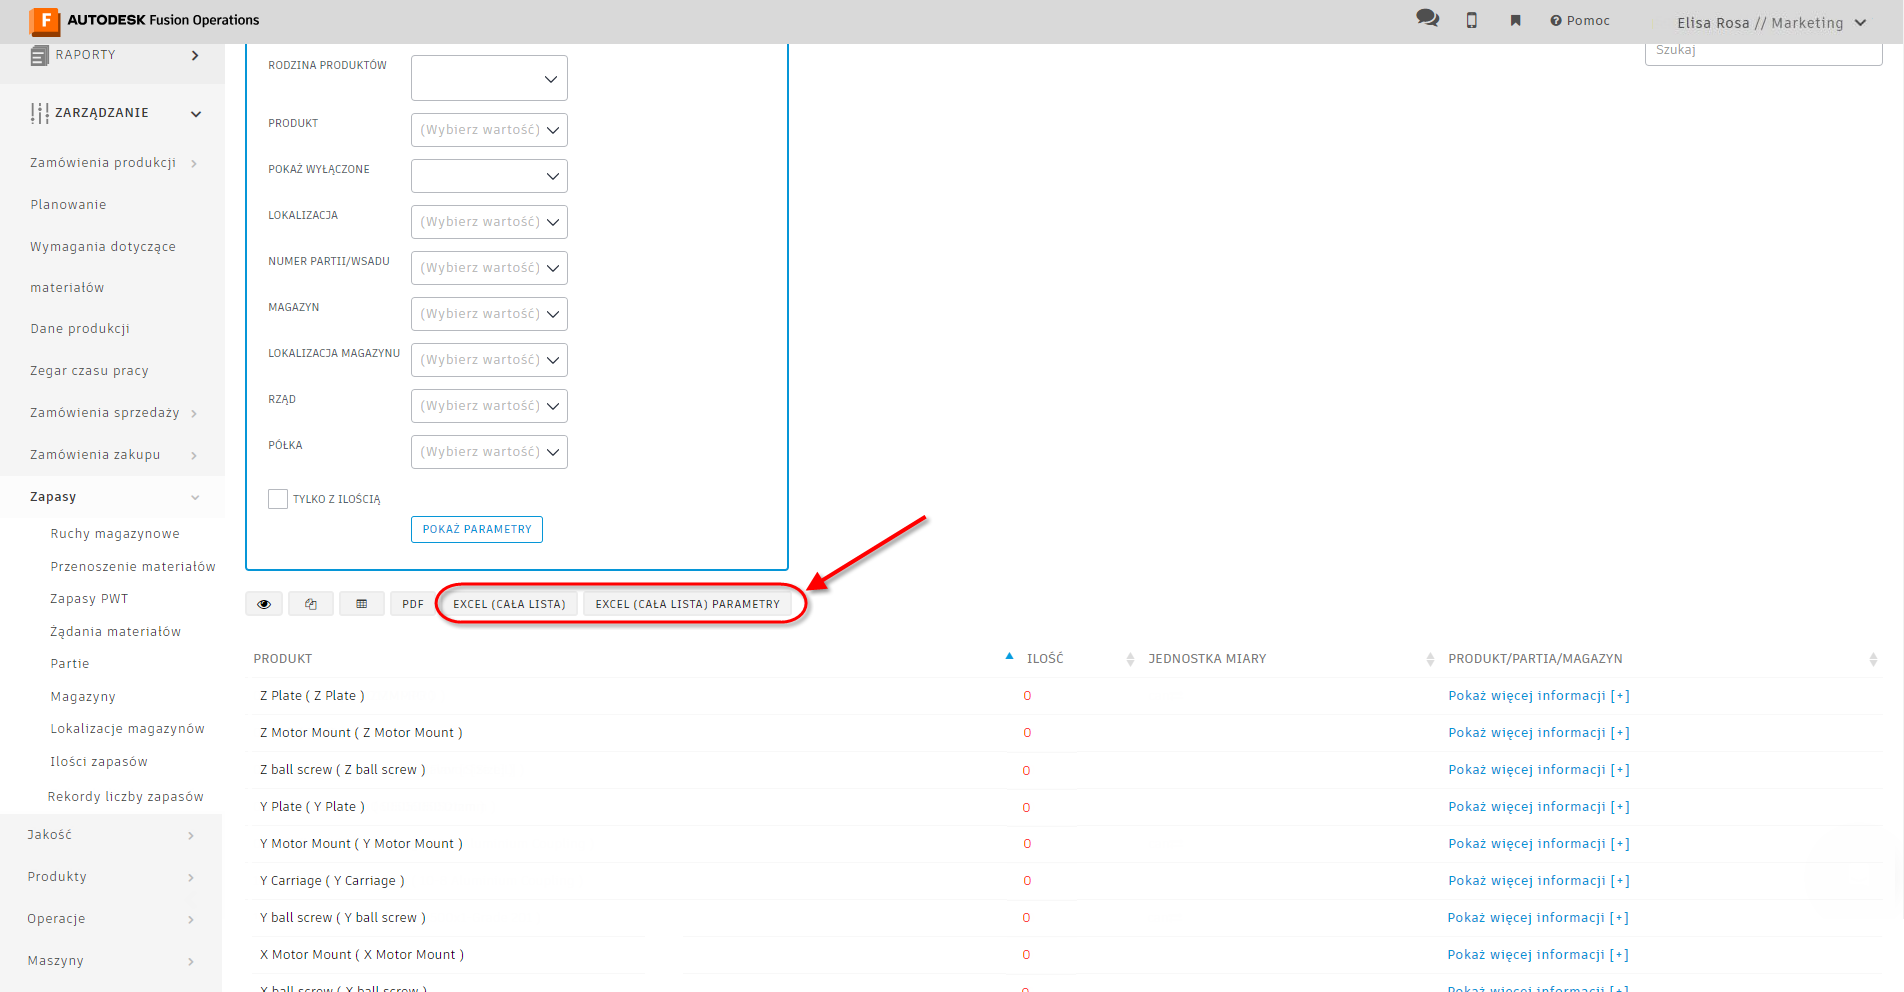 AUTODESK Fusion Operations
Pomoc
Elisa Rosa // Marketing
RAPORTY
ZARZĄDZANIE
Zamówienia produkcji
Planowanie
Wymagania dotyczące
materiałów
Dane produkcji
Zegar czasu pracy
Zamówienia sprzedaży
Zamówienia zakupu
Zapasy
Ruchy magazynowe
Przenoszenie materiałów
Zapasy PWT
Żądania materiałów
Partie
Magazyny
Lokalizacje magazynów
Ilości zapasów
Rekordy liczby zapasów
Jakość
Produkty
Operacje
Maszyny
Szukaj
RODZINA PRODUKTÓW
PRODUKT (Wybierz wartość)
POKAŻ WYŁĄCZONE
LOKALIZACJA (Wybierz wartość)
NUMER PARTII/WSADU (Wybierz wartość)
MAGAZYN (Wybierz wartość)
LOKALIZACJA MAGAZYNU (Wybierz wartość)
RZĄD (Wybierz wartość)
PÓŁKA (Wybierz wartość)
TYLKO Z ILOŚCIĄ
POKAŻ PARAMETRY
PDF EXCEL (CAŁA LISTA) EXCEL (CAŁA LISTA) PARAMETRY
PRODUKT ILOŚĆ JEDNOSTKA MIARY PRODUKT/PARTIA/MAGAZYN
Z Plate ( Z Plate ) 0 Pokaż więcej informacji [+]
Z Motor Mount ( Z Motor Mount ) 0 Pokaż więcej informacji [+]
Z ball screw ( Z ball screw ) 0 Pokaż więcej informacji [+]
Y Plate ( Y Plate ) 0 Pokaż więcej informacji [+]
Y Motor Mount ( Y Motor Mount ) 0 Pokaż więcej informacji [+]
Y Carriage ( Y Carriage ) 0 Pokaż więcej informacji [+]
Y ball screw ( Y ball screw ) 0 Pokaż więcej informacji [+]
X Motor Mount ( X Motor Mount ) 0 Pokaż więcej informacji [+]
X ball screw ( X ball screw ) 0 Pokaż więcej informacji [+]